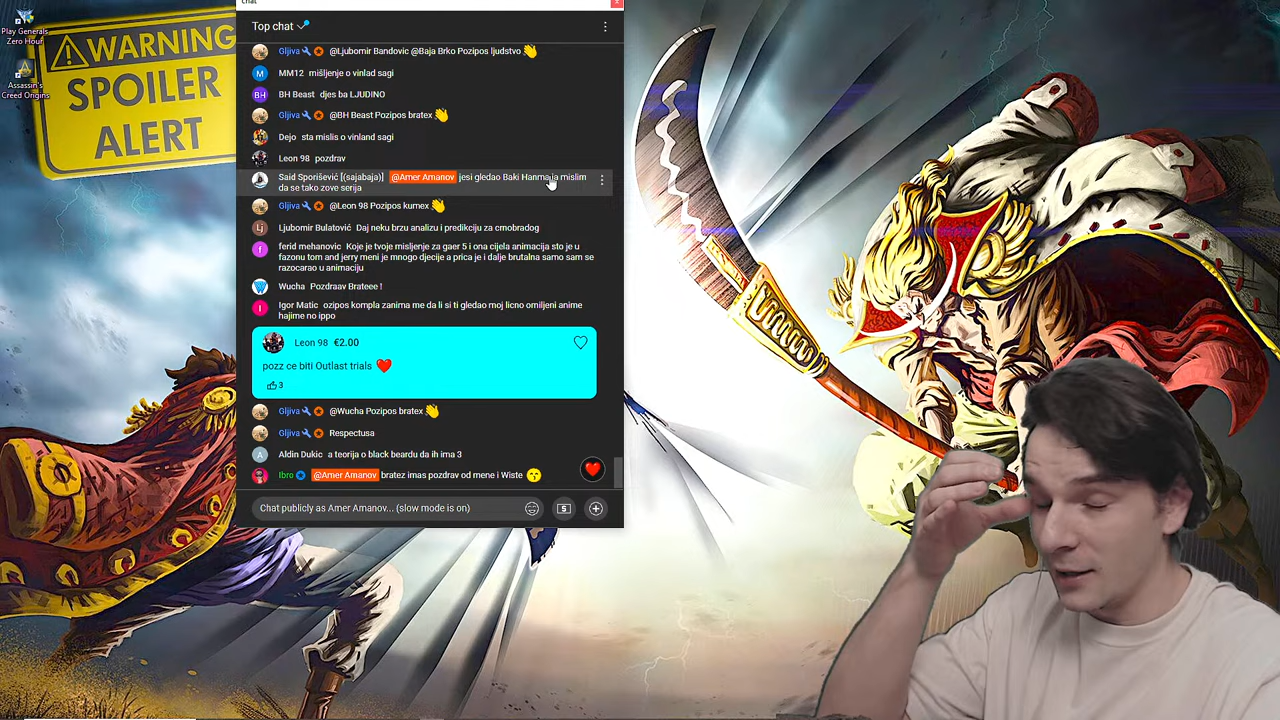 Play Generals
Zero Hour
Assassin's
Creed Origins
WARNING
SPOILER
ALERT
chat
Top chat
Gljiva @Ljubomir Bandovic @Baja Brko Pozipos ljudstvo 👋
M MM12 mišljenje o vinlad sagi
BH BH Beast djes ba LJUDINO
Gljiva @BH Beast Pozipos bratex 👋
Dejo sta mislis o vinland sagi
Leon 98 pozdrav
Said Sporišević [(sajabaja)] @Amer Amanov jesi gledao Baki Hanma ja mislim
da se tako zove serija
Gljiva @Leon 98 Pozipos kumex 👋
Lj Ljubomir Bulatović Daj neku brzu analizu i predikciju za crnobradog
f ferid mehanovic Koje je tvoje misljenje za gaer 5 i ona cijela animacija sto je u
fazonu tom and jerry meni je mnogo djecije a prica je i dalje brutalna samo sam se
razocarao u animaciju
Wucha Pozdraav Brateee !
I Igor Matic ozipos kompla zanima me da li si ti gledao moj licno omiljeni anime
hajime no ippo
Leon 98 €2.00
pozz ce biti Outlast trials ❤️
3
Gljiva @Wucha Pozipos bratex 👋
Gljiva Respectusa
A Aldin Dukic a teorija o black beardu da ih ima 3
Ibro @Amer Amanov bratez imas pozdrav od mene i Wiste 😙
Chat publicly as Amer Amanov... (slow mode is on)